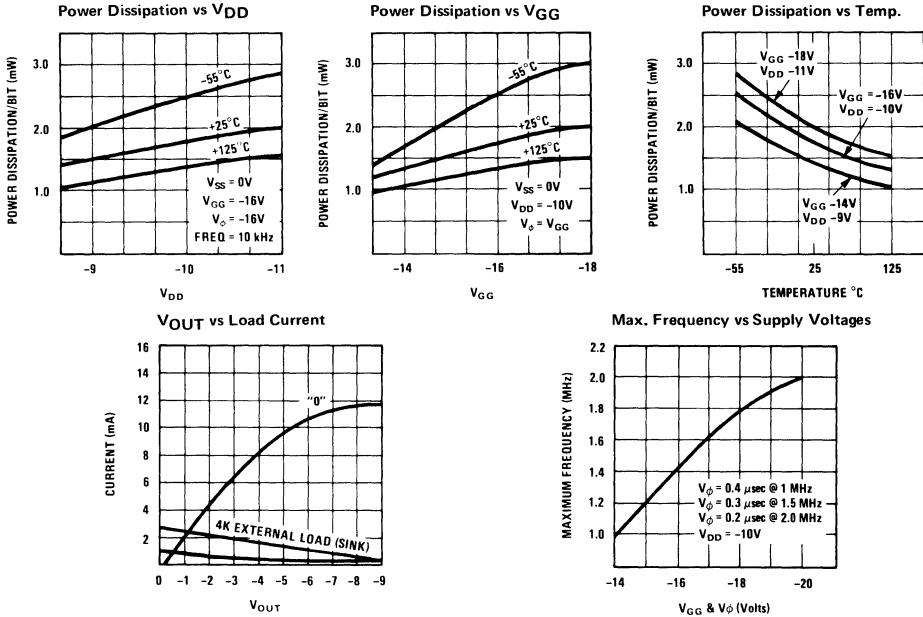 Power Dissipation vs VDD
POWER DISSIPATION/BIT (mW)
3.0
2.0
1.0
−55°C
+25°C
+125°C
VSS = 0V
VGG = −16V
Vφ = −16V
FREQ = 10 kHz
−9
−10
−11
VDD
Power Dissipation vs VGG
POWER DISSIPATION/BIT (mW)
3.0
2.0
1.0
−55°C
+25°C
+125°C
VSS = 0V
VDD = −10V
Vφ = VGG
−14
−16
−18
VGG
Power Dissipation vs Temp.
POWER DISSIPATION/BIT (mW)
3.0
2.0
1.0
VGG −18V
VDD −11V
VGG = −16V
VDD = −10V
VGG −14V
VDD −9V
−55
25
125
TEMPERATURE °C
VOUT vs Load Current
CURRENT (mA)
16
14
12
10
8
6
4
2
"0"
4K EXTERNAL LOAD (SINK)
0 -1 -2 -3 -4 -5 -6 -7 -8 -9
VOUT
Max. Frequency vs Supply Voltages
MAXIMUM FREQUENCY (MHz)
2.2
2.0
1.8
1.6
1.4
1.2
1.0
Vφ = 0.4 μsec @ 1 MHz
Vφ = 0.3 μsec @ 1.5 MHz
Vφ = 0.2 μsec @ 2.0 MHz
VDD = −10V
−14
−16
−18
−20
VGG & Vφ (Volts)